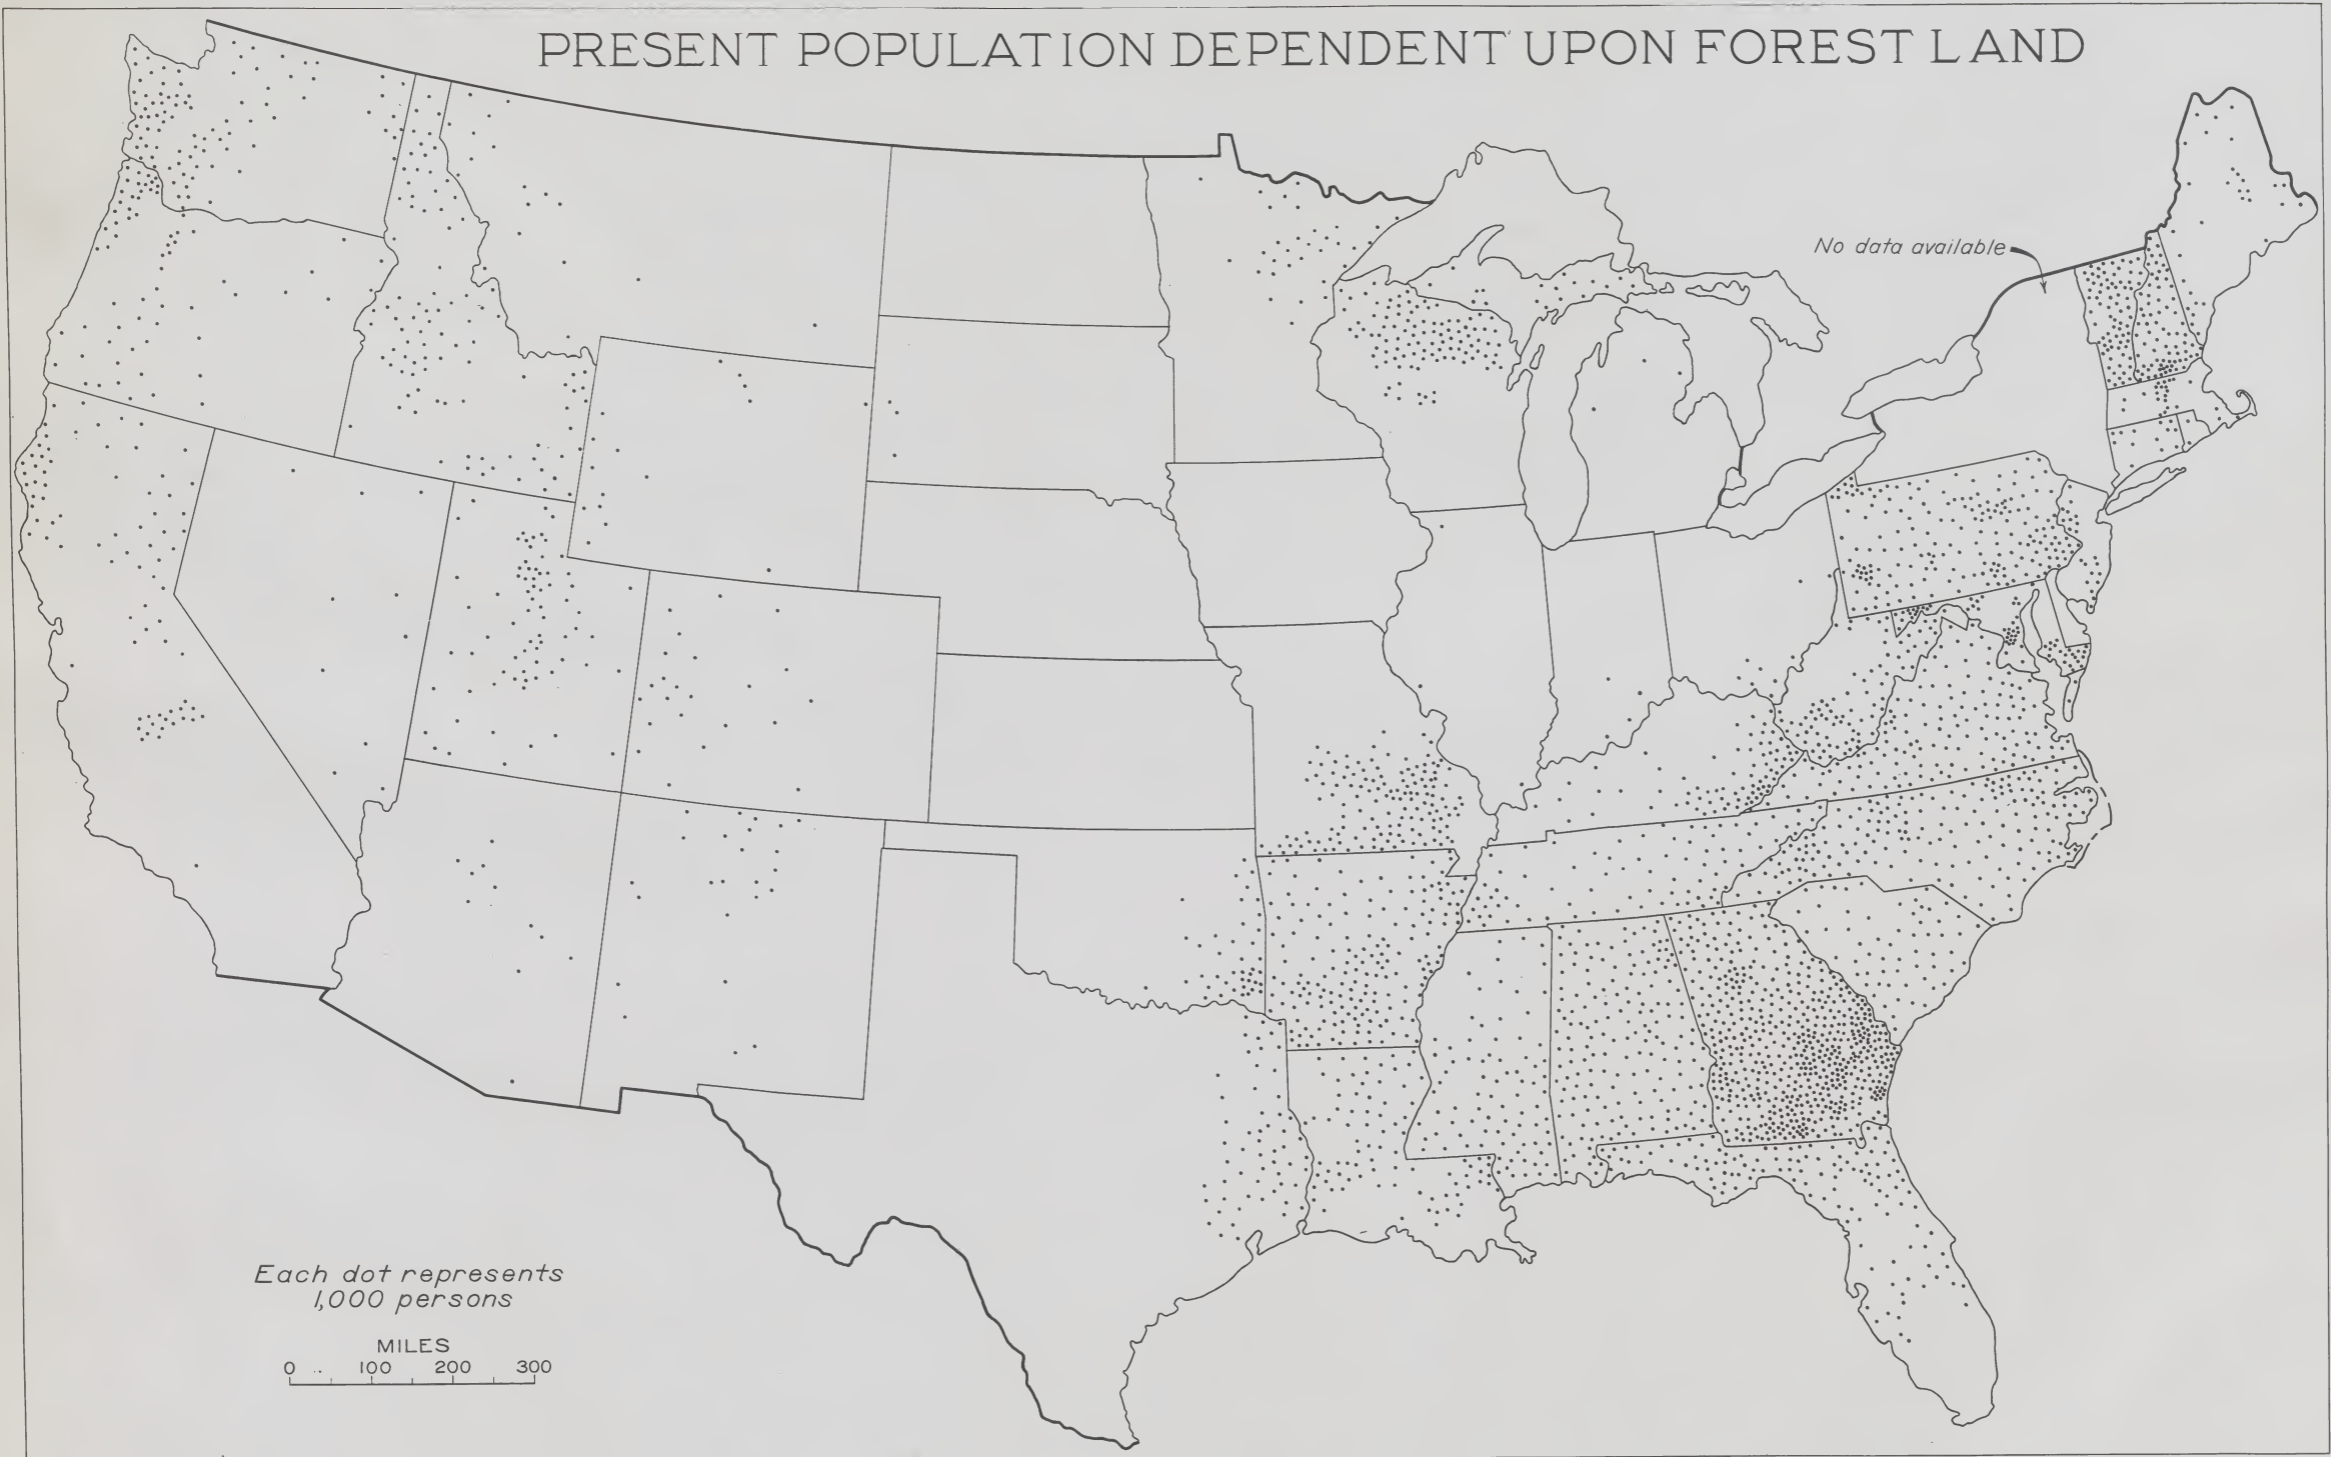 PRESENT POPULATION DEPENDENT UPON FOREST LAND
No data available
Each dot represents
1,000 persons
MILES
0 100 200 300